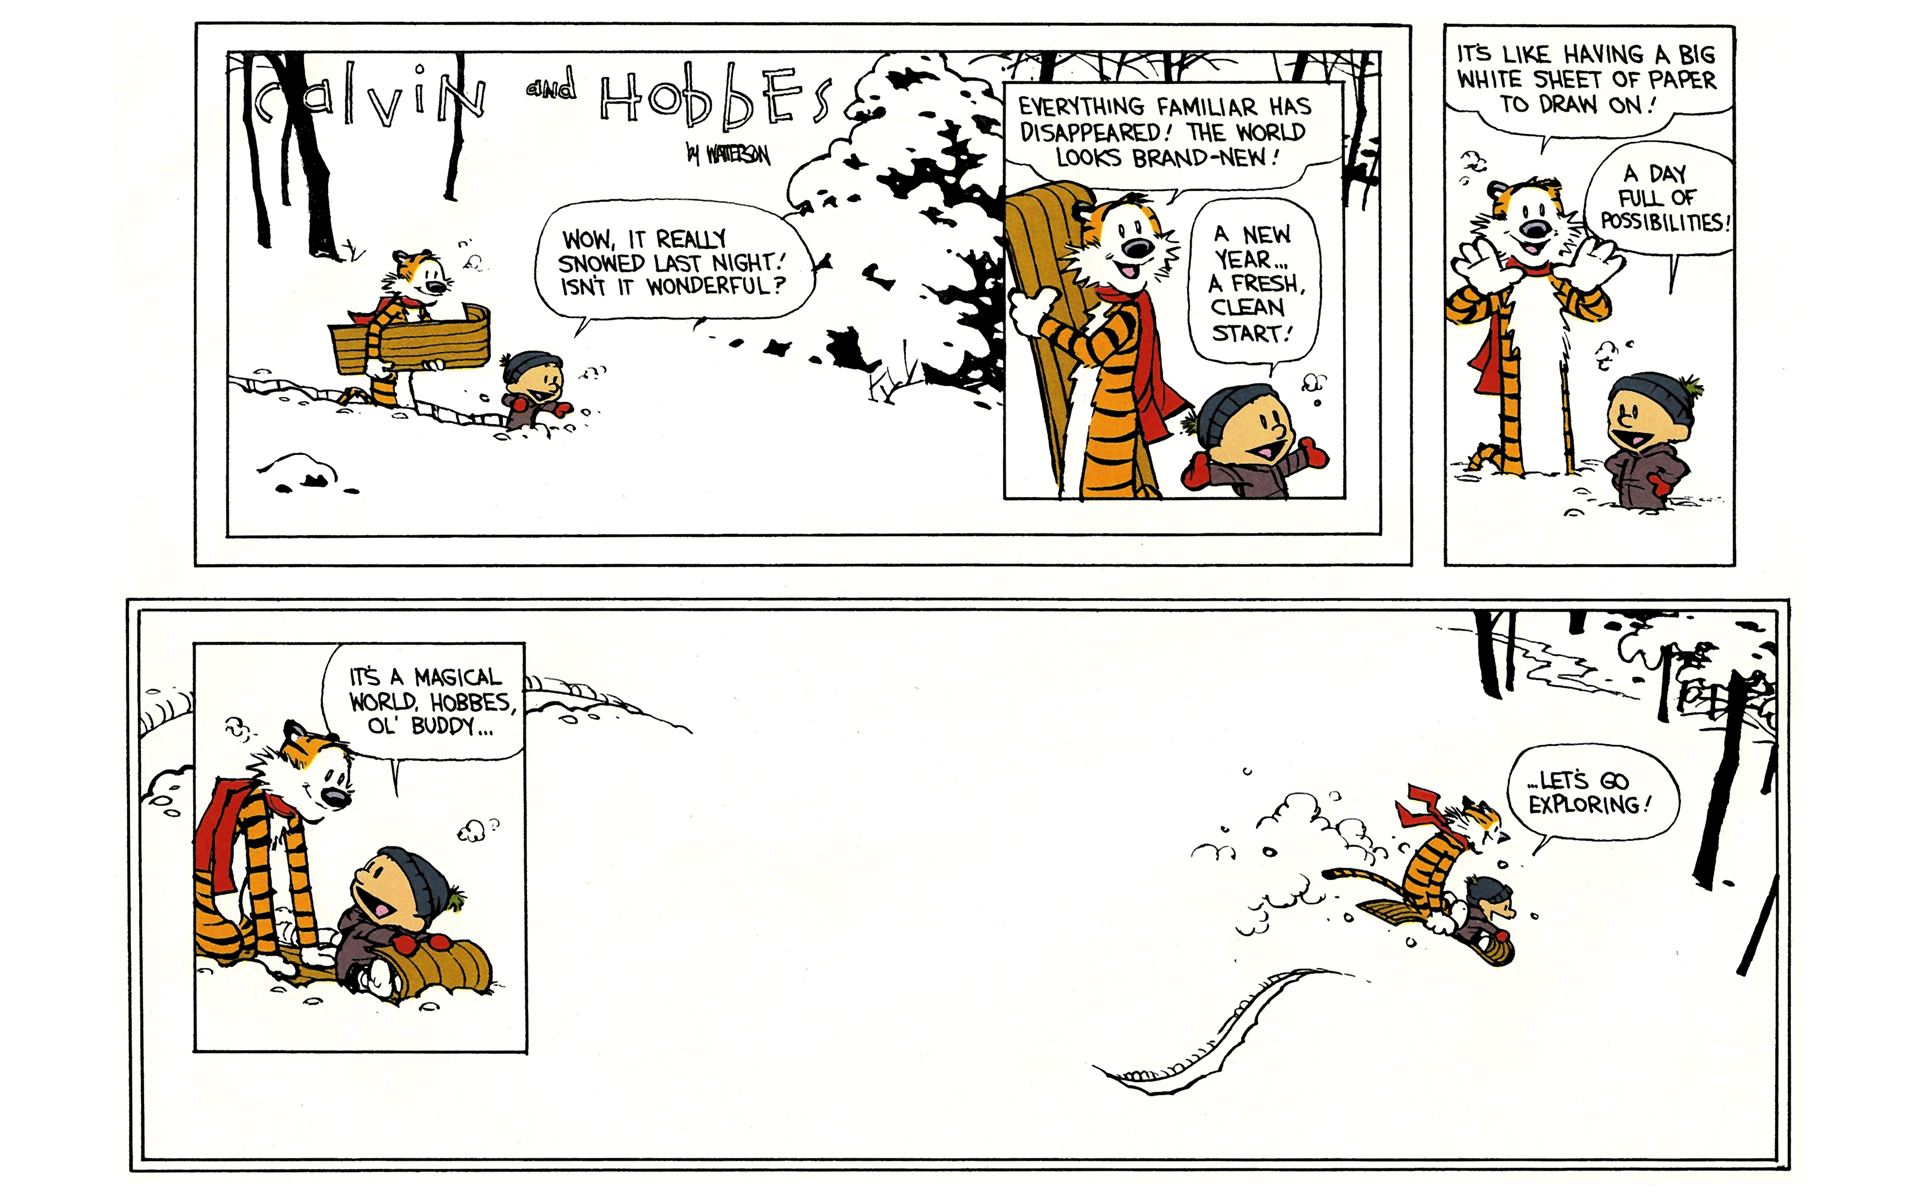 Calvin and HobbEs
by WATTERSON
WOW, IT REALLY
SNOWED LAST NIGHT!
ISN'T IT WONDERFUL?
EVERYTHING FAMILIAR HAS
DISAPPEARED! THE WORLD
LOOKS BRAND-NEW!
A NEW
YEAR...
A FRESH,
CLEAN
START!
IT'S LIKE HAVING A BIG
WHITE SHEET OF PAPER
TO DRAW ON!
A DAY
FULL OF
POSSIBILITIES!
IT'S A MAGICAL
WORLD, HOBBES,
OL' BUDDY...
...LET'S GO
EXPLORING!